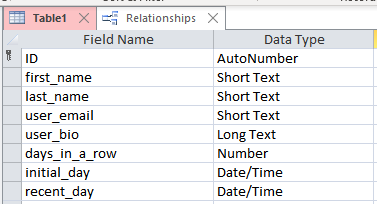 Table1 Relationships
Field Name Data Type
ID AutoNumber
first_name Short Text
last_name Short Text
user_email Short Text
user_bio Long Text
days_in_a_row Number
initial_day Date/Time
recent_day Date/Time